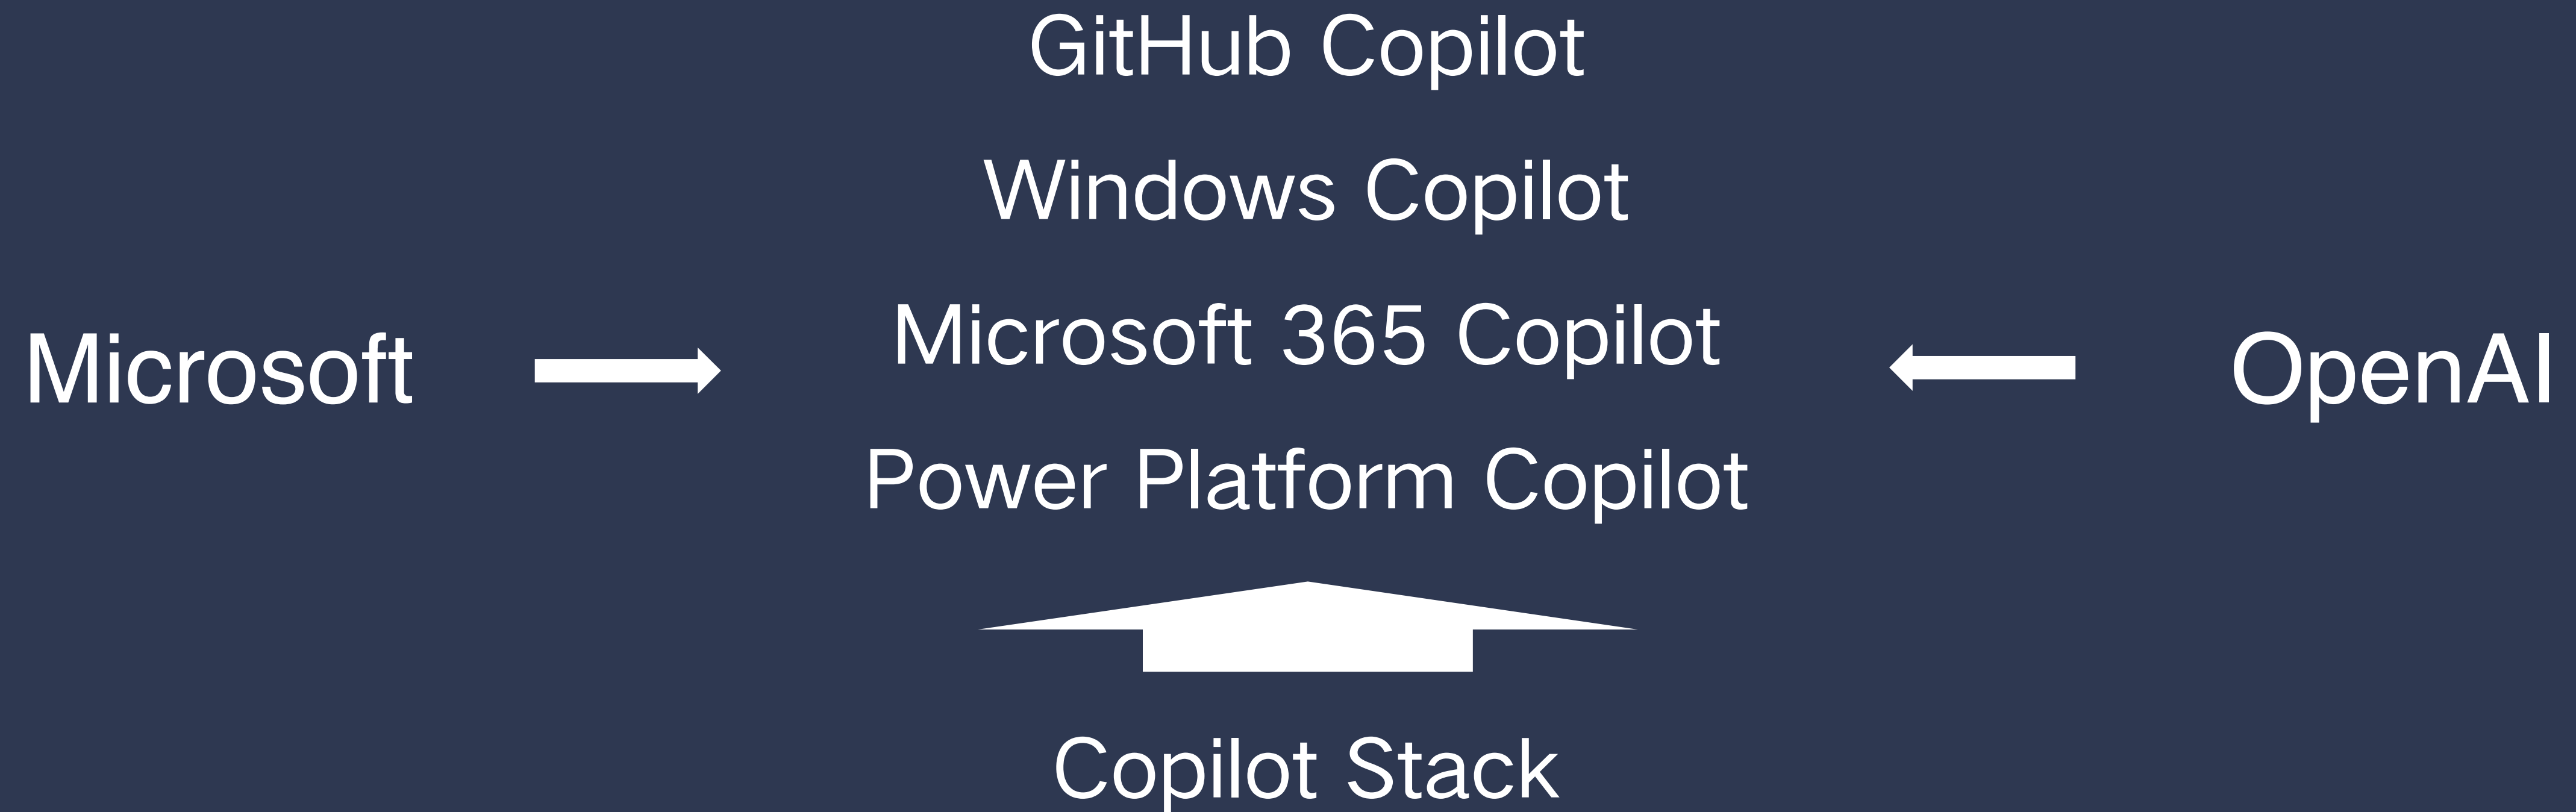 GitHub Copilot
Windows Copilot
Microsoft 365 Copilot
Microsoft
OpenAI
Power Platform Copilot
Copilot Stack